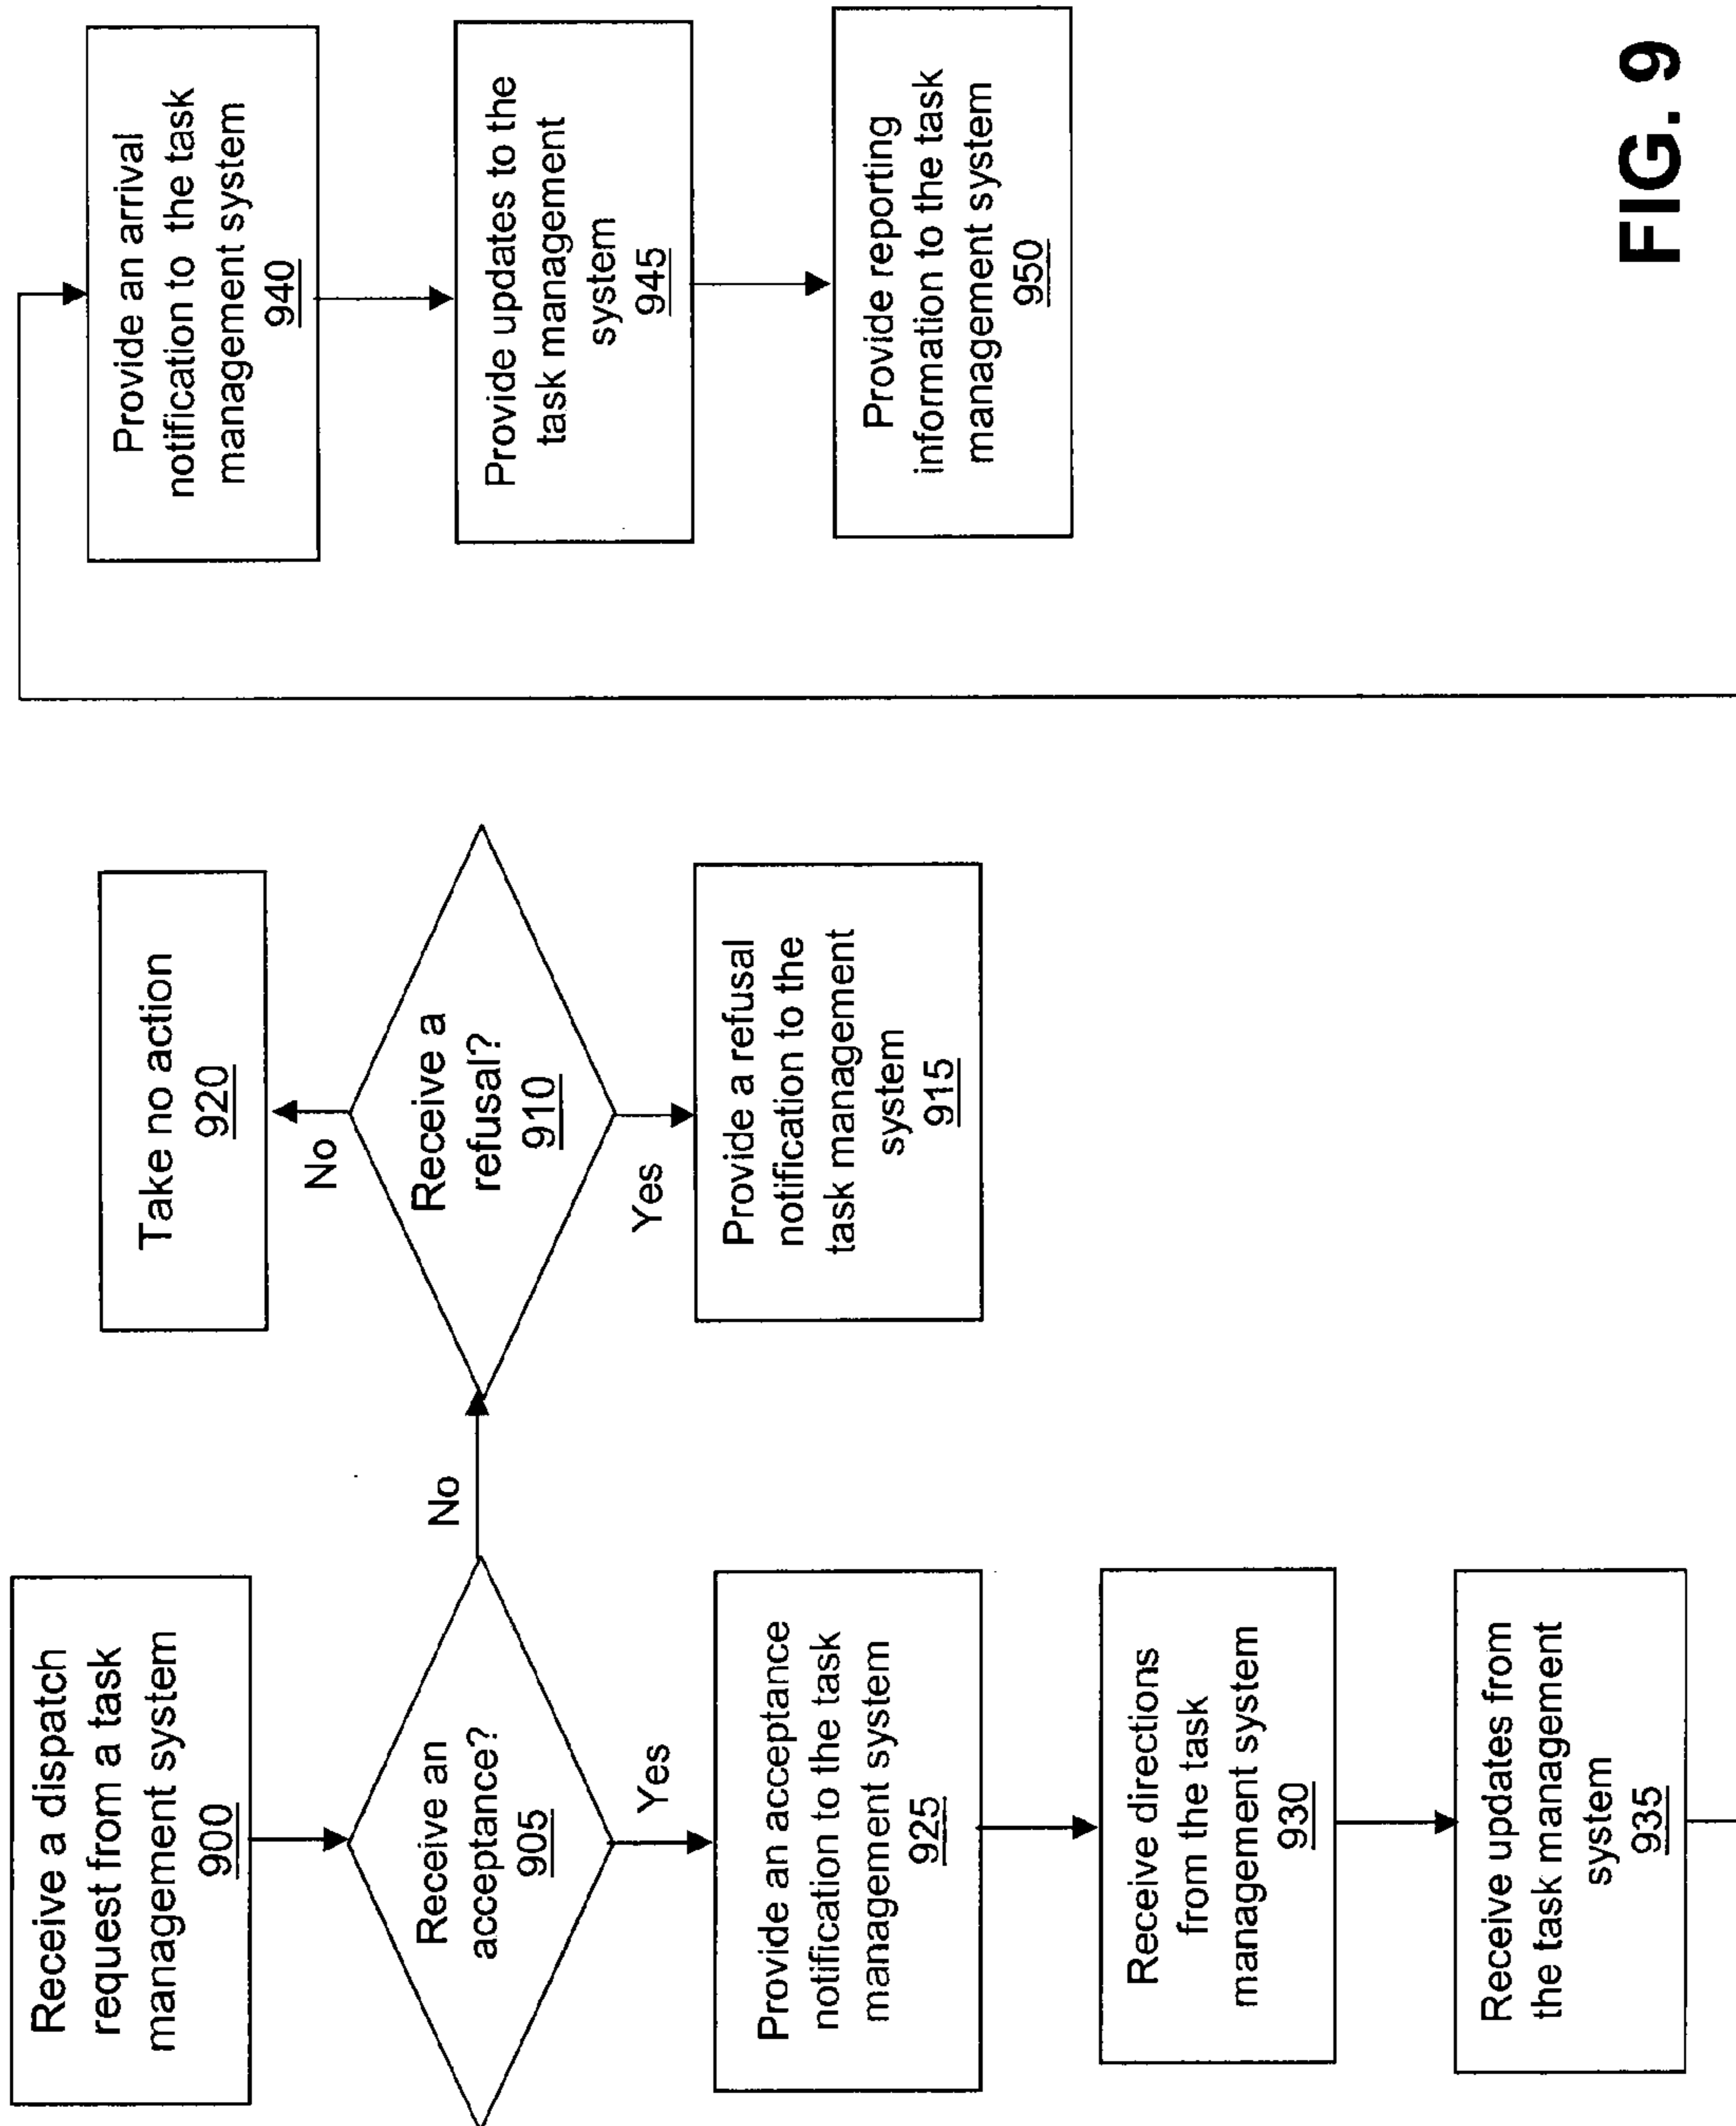 Receive a dispatch
request from a task
management system
900
Receive an
acceptance?
905
No
Yes
Receive a
refusal?
910
No
Take no action
920
Yes
Provide a refusal
notification to the
task management
system
915
Provide an acceptance
notification to the task
management system
925
Receive directions
from the task
management system
930
Receive updates from
the task management
system
935
Provide an arrival
notification to the task
management system
940
Provide updates to the
task management
system
945
Provide reporting
information to the task
management system
950
FIG. 9